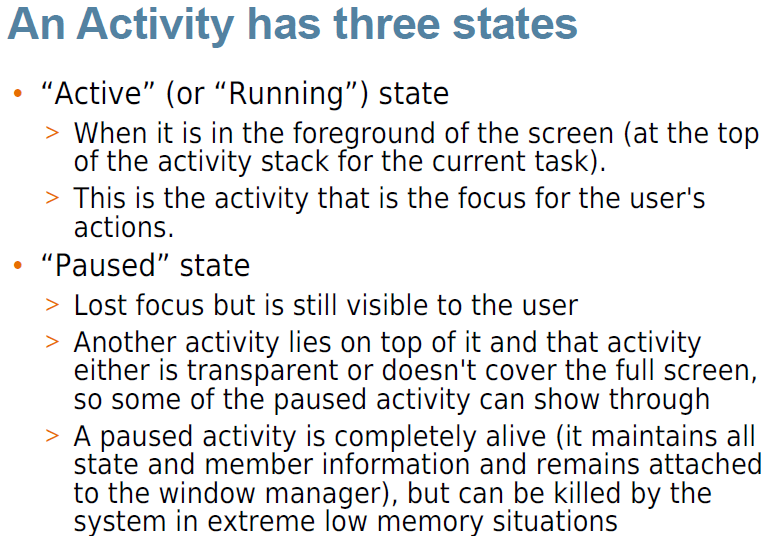 An Activity has three states
• “Active” (or “Running”) state
> When it is in the foreground of the screen (at the top
of the activity stack for the current task).
> This is the activity that is the focus for the user's
actions.
• “Paused” state
> Lost focus but is still visible to the user
> Another activity lies on top of it and that activity
either is transparent or doesn't cover the full screen,
so some of the paused activity can show through
> A paused activity is completely alive (it maintains all
state and member information and remains attached
to the window manager), but can be killed by the
system in extreme low memory situations